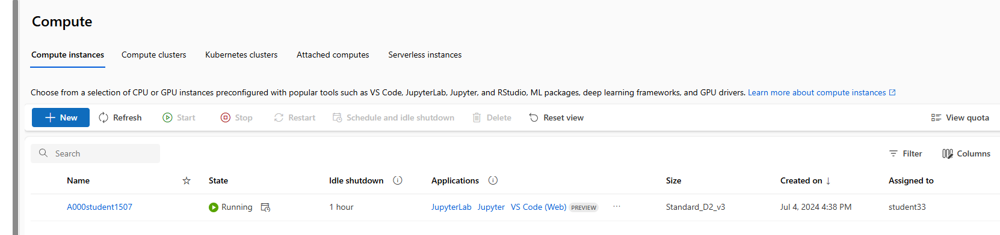 Compute
Compute instances Compute clusters Kubernetes clusters Attached computes Serverless instances
Choose from a selection of CPU or GPU instances preconfigured with popular tools such as VS Code, JupyterLab, Jupyter, and RStudio, ML packages, deep learning frameworks, and GPU drivers. Learn more about compute instances
New Refresh Start Stop Restart Schedule and idle shutdown Delete Reset view View quota
Search Filter Columns
Name State Idle shutdown Applications Size Created on ↓ Assigned to
A000student1507 Running 1 hour JupyterLab Jupyter VS Code (Web) PREVIEW ... Standard_D2_v3 Jul 4, 2024 4:38 PM student33